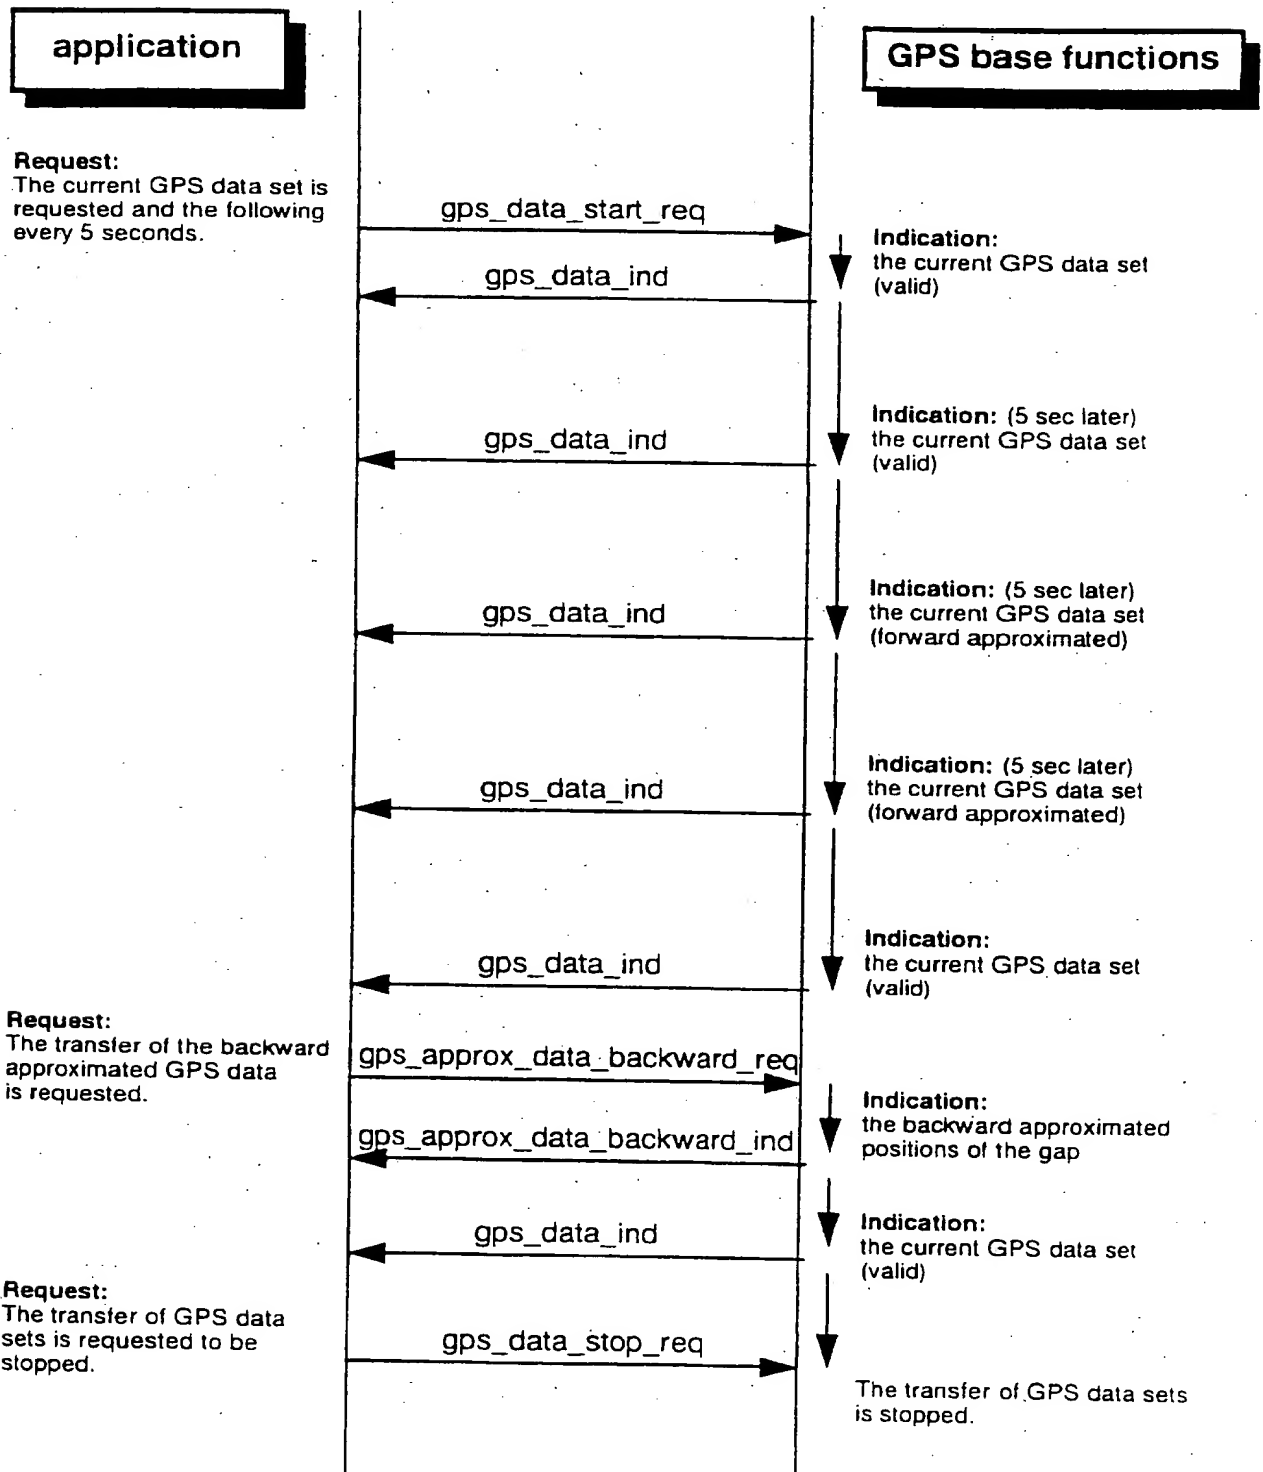 application
GPS base functions
Request:
The current GPS data set is
requested and the following
every 5 seconds.
gps_data_start_req
Indication:
the current GPS data set
(valid)
gps_data_ind
Indication: (5 sec later)
the current GPS data set
(valid)
gps_data_ind
Indication: (5 sec later)
the current GPS data set
(forward approximated)
gps_data_ind
Indication: (5 sec later)
the current GPS data set
(forward approximated)
gps_data_ind
Indication:
the current GPS data set
(valid)
gps_data_ind
Request:
The transfer of the backward
approximated GPS data
is requested.
gps_approx_data_backward_req
Indication:
the backward approximated
positions of the gap
gps_approx_data_backward_ind
Indication:
the current GPS data set
(valid)
gps_data_ind
Request:
The transfer of GPS data
sets is requested to be
stopped.
gps_data_stop_req
The transfer of GPS data sets
is stopped.